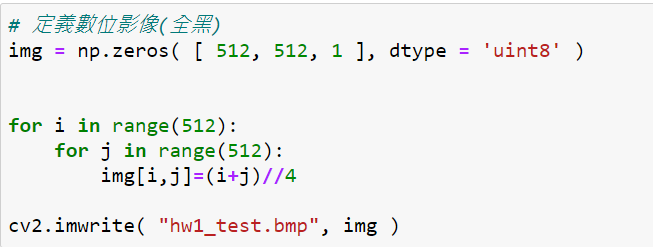 # 定義數位影像(全黑)
img = np.zeros( [ 512, 512, 1 ], dtype = 'uint8' )
for i in range(512):
    for j in range(512):
        img[i,j]=(i+j)//4
cv2.imwrite( "hw1_test.bmp", img )